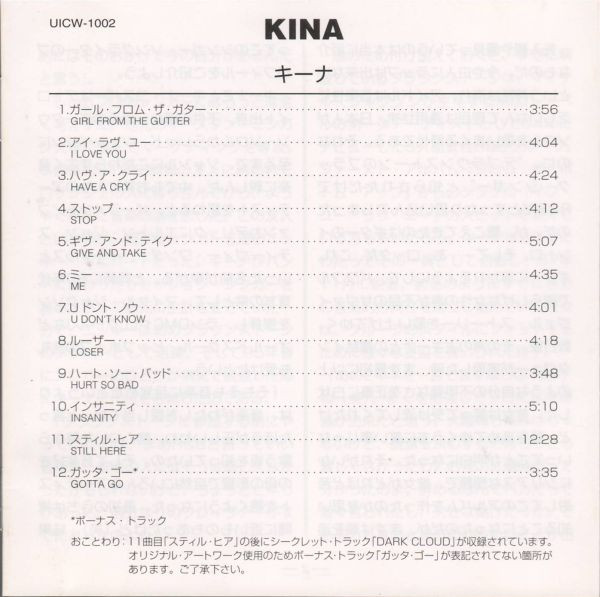 UICW-1002
KINA
キーナ
1.ガール・フロム・ザ・ガター 3:56
GIRL FROM THE GUTTER
2.アイ・ラヴ・ユー 4:04
I LOVE YOU
3.ハヴ・ア・クライ 4:24
HAVE A CRY
4.ストップ 4:12
STOP
5.ギヴ・アンド・テイク 5:07
GIVE AND TAKE
6.ミー 4:35
ME
7.U ドント・ノウ 4:01
U DON'T KNOW
8.ルーザー 4:18
LOSER
9.ハート・ソー・バッド 3:48
HURT SO BAD
10.インサニティ 5:10
INSANITY
11.スティル・ヒア 12:28
STILL HERE
12.ガッタ・ゴー* 3:35
GOTTA GO
*ボーナス・トラック
おことわり：11曲目「スティル・ヒア」の後にシークレット・トラック「DARK CLOUD」が収録されています。
オリジナル・アートワーク使用のためボーナス・トラック「ガッタ・ゴー」が表記されてない箇所が
あります。ご了承下さい。